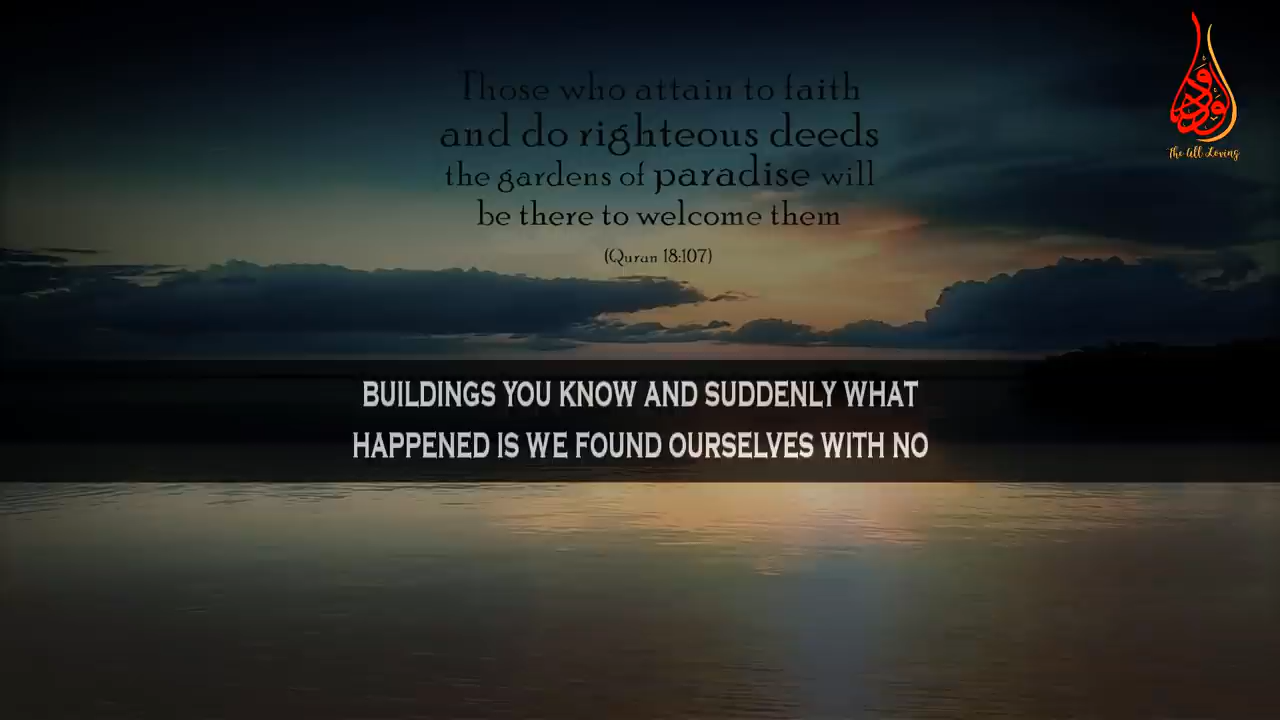 Those who attain to faith
and do righteous deeds
the gardens of paradise will
be there to welcome them
(Quran 18:107)
الودود
The All Loving
BUILDINGS YOU KNOW AND SUDDENLY WHAT
HAPPENED IS WE FOUND OURSELVES WITH NO